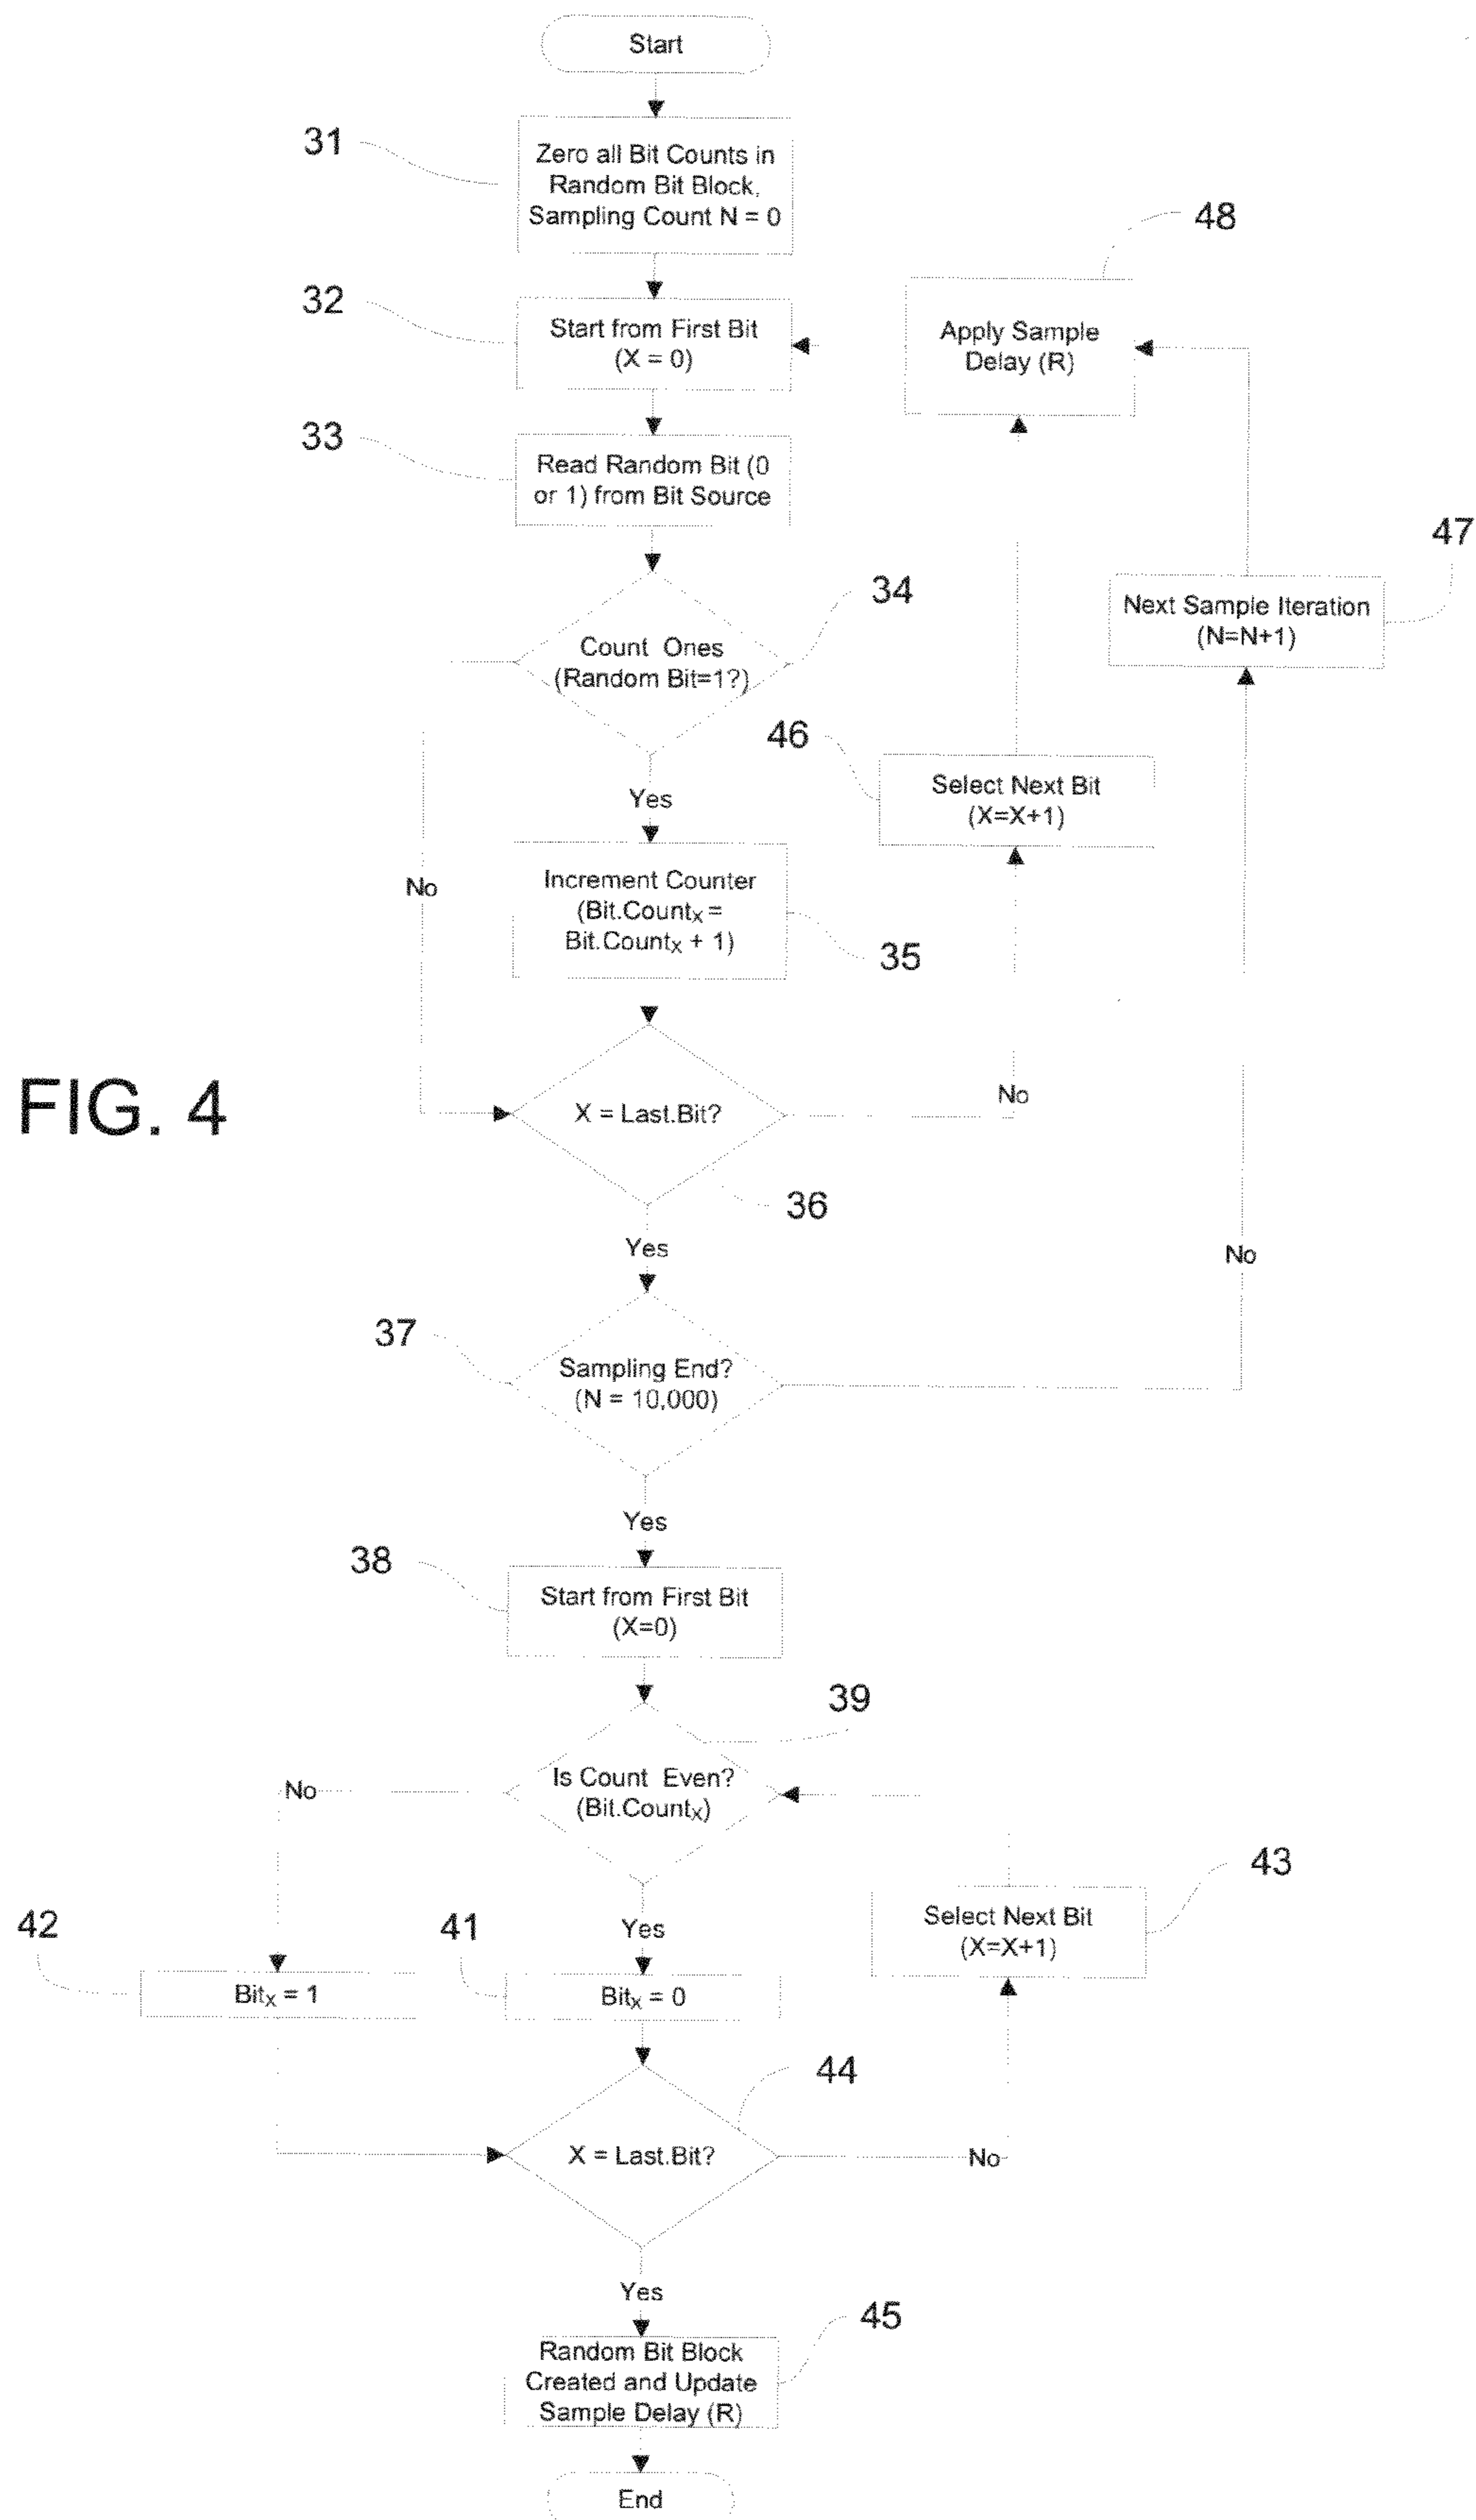 Start
31
Zero all Bit Counts in
Random Bit Block,
Sampling Count N = 0
48
32
Start from First Bit
(X = 0)
Apply Sample
Delay (R)
33
Read Random Bit (0
or 1) from Bit Source
47
Next Sample Iteration
(N=N+1)
34
Count Ones
(Random Bit=1?)
46
Select Next Bit
(X=X+1)
Yes
No
Increment Counter
(Bit.Countₓ =
Bit.Countₓ + 1)
35
FIG. 4
X = Last.Bit?
No
36
Yes
No
37
Sampling End?
(N = 10,000)
Yes
38
Start from First Bit
(X=0)
39
Is Count Even?
(Bit.Countₓ)
No
43
Select Next Bit
(X=X+1)
42
41
Yes
Bitₓ = 1
Bitₓ = 0
44
X = Last.Bit?
No
Yes
45
Random Bit Block
Created and Update
Sample Delay (R)
End